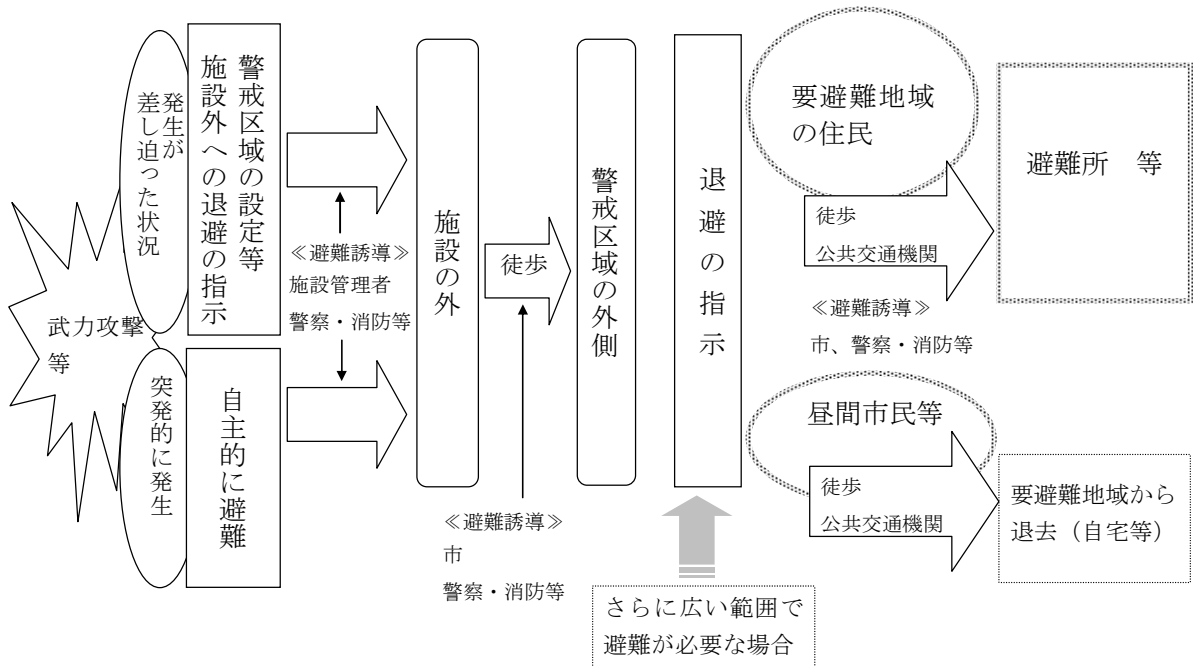 武力攻撃
等
発生が
差し迫った状況
突発的に発生
警戒区域の設定等
施設外への退避の指示
自主的に避難
≪避難誘導≫
施設管理者
警察・消防等
施設の外
徒歩
≪避難誘導≫
市
警察・消防等
警戒区域の外側
退避の指示
さらに広い範囲で
避難が必要な場合
要避難地域
の住民
徒歩
公共交通機関
≪避難誘導≫
市、警察・消防等
避難所　等
昼間市民等
徒歩
公共交通機関
要避難地域から
退去（自宅等）